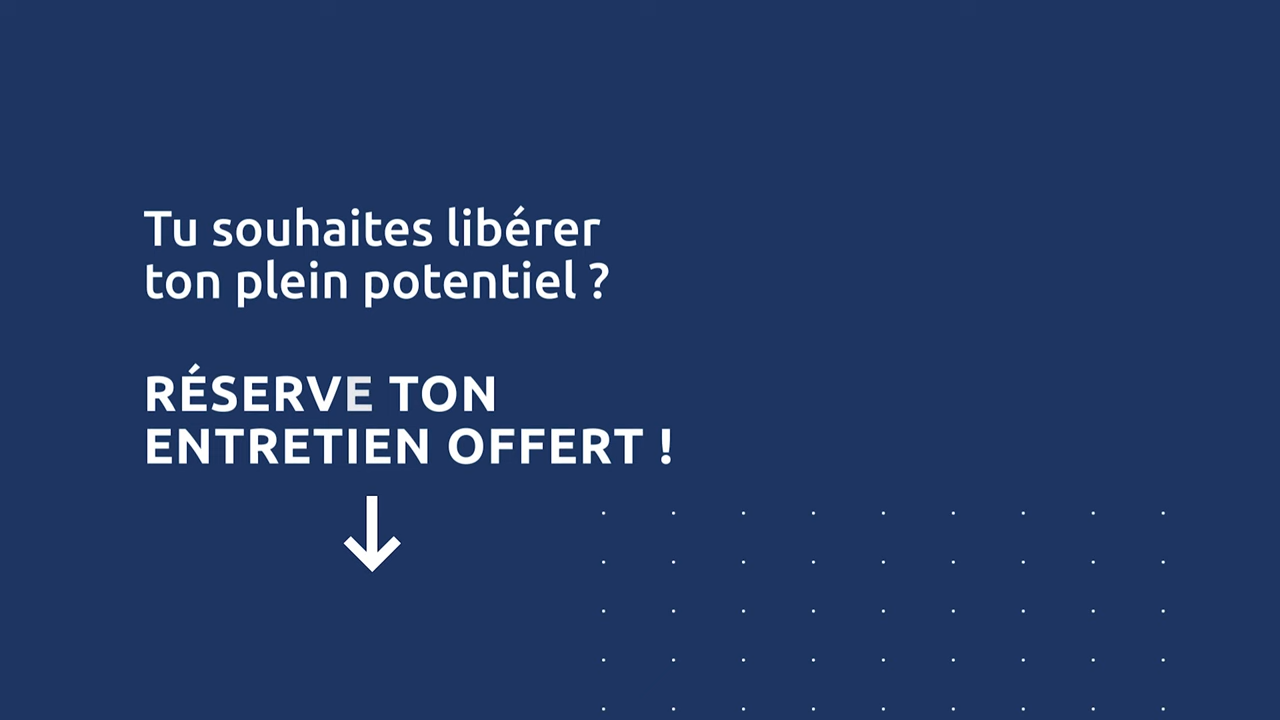 Tu souhaites libérer
ton plein potentiel ?
RÉSERVE TON
ENTRETIEN OFFERT !